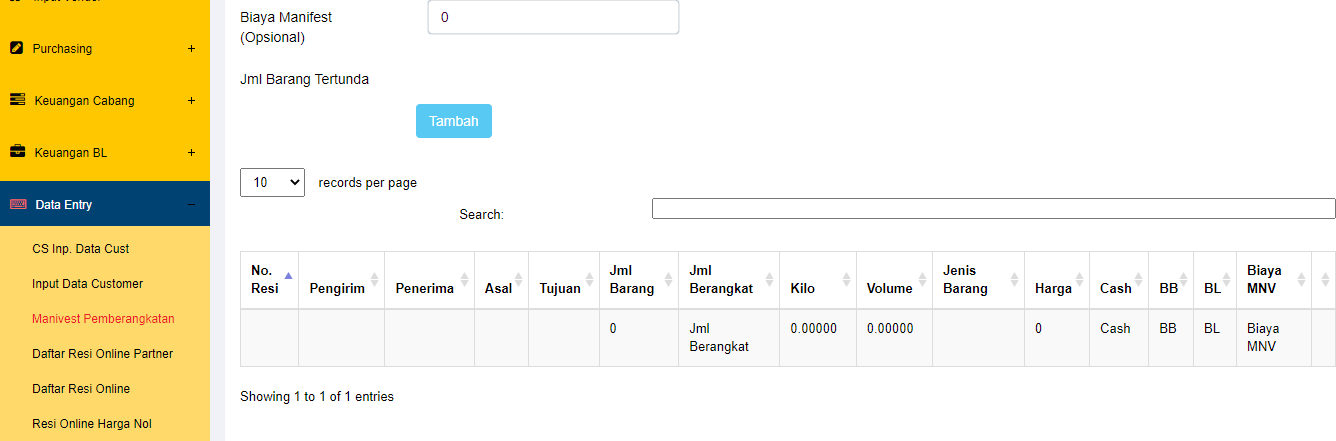 Purchasing
+
Keuangan Cabang
+
Keuangan BL
+
Data Entry
−
CS Inp. Data Cust
Input Data Customer
Manivest Pemberangkatan
Daftar Resi Online Partner
Daftar Resi Online
Resi Online Harga Nol
Biaya Manifest
(Opsional)
0
Jml Barang Tertunda
Tambah
10 records per page
Search:
No. Resi Pengirim Penerima Asal Tujuan Jml Barang Jml Berangkat Kilo Volume Jenis Barang Harga Cash BB BL Biaya MNV
0 Jml Berangkat 0.00000 0.00000 0 Cash BB BL Biaya MNV
Showing 1 to 1 of 1 entries